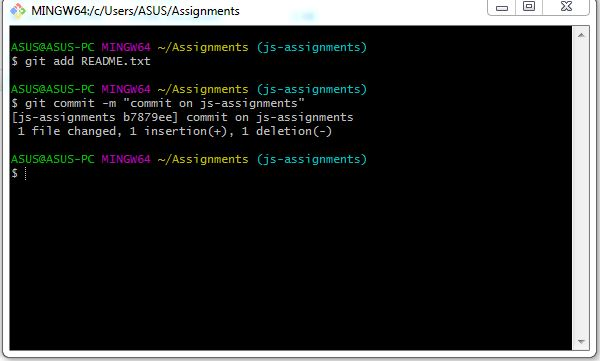 MINGW64:/c/Users/ASUS/Assignments
ASUS@ASUS-PC MINGW64 ~/Assignments (js-assignments)
$ git add README.txt
ASUS@ASUS-PC MINGW64 ~/Assignments (js-assignments)
$ git commit -m "commit on js-assignments"
[js-assignments b7879ee] commit on js-assignments
 1 file changed, 1 insertion(+), 1 deletion(-)
ASUS@ASUS-PC MINGW64 ~/Assignments (js-assignments)
$